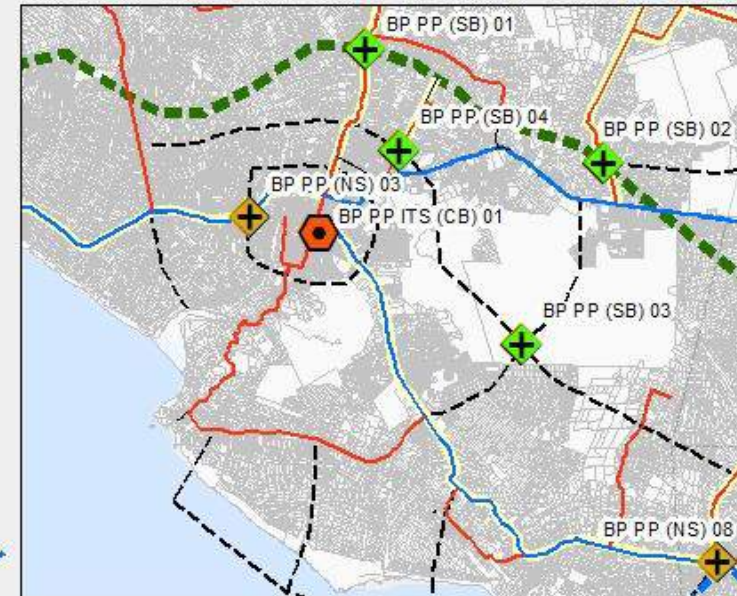 BP PP (SB) 01
BP PP (SB) 04
BP PP (SB) 02
BP PP (NS) 03
BP PP ITS (CB) 01
BP PP (SB) 03
BP PP (NS) 08